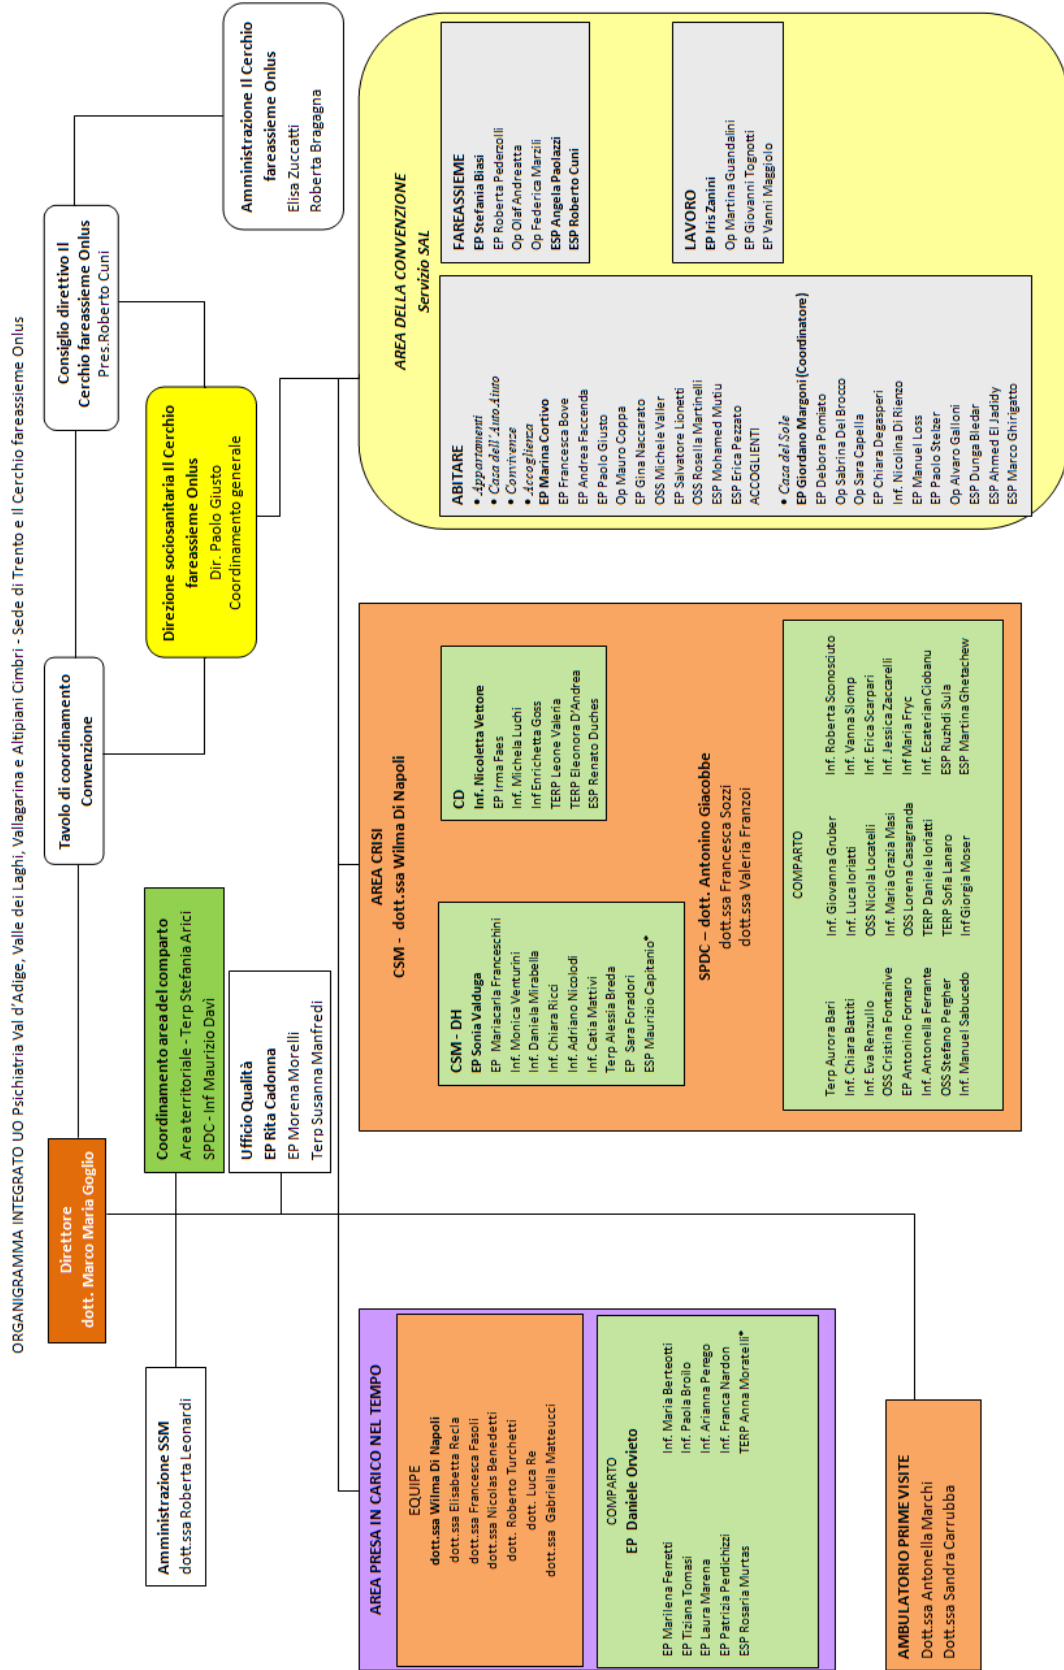 ORGANIGRAMMA INTEGRATO UO Psichiatria Val d'Adige, Valle dei Laghi, Vallagarina e Altipiani Cimbri - Sede di Trento e Il Cerchio fareassieme Onlus
Direttore
dott. Marco Maria Goglio
Tavolo di coordinamento
Convenzione
Consiglio direttivo Il
Cerchio fareassieme Onlus
Pres.Roberto Cuni
Amministrazione SSM
dott.ssa Roberta Leonardi
Coordinamento area del comparto
Area territoriale - Terp Stefania Arici
SPDC - Inf Maurizio Davì
Ufficio Qualità
EP Rita Cadonna
EP Morena Morelli
Terp Susanna Manfredi
Direzione sociosanitaria Il Cerchio
fareassieme Onlus
Dir. Paolo Giusto
Coordinamento generale
Amministrazione Il Cerchio
fareassieme Onlus
Elisa Zuccatti
Roberta Bragagna
AREA PRESA IN CARICO NEL TEMPO
EQUIPE
dott.ssa Wilma Di Napoli
dott.ssa Elisabetta Recla
dott.ssa Francesca Fasoli
dott.ssa Nicolas Benedetti
dott. Roberto Turchetti
dott. Luca Re
dott.ssa Gabriella Matteucci
COMPARTO
EP Daniele Orvieto
EP Marilena Ferretti
EP Tiziana Tomasi
EP Laura Marena
EP Patrizia Perdichizzi
ESP Rosaria Murtas
Inf. Maria Berteotti
Inf. Paola Broilo
Inf. Arianna Perego
Inf. Franca Nardon
TERP Anna Moratelli*
AMBULATORIO PRIME VISITE
Dott.ssa Antonella Marchi
Dott.ssa Sandra Carrubba
AREA CRISI
CSM - dott.ssa Wilma Di Napoli
CSM - DH
EP Sonia Valduga
EP Mariacarla Franceschini
Inf. Monica Venturini
Inf. Daniela Mirabella
Inf. Chiara Ricci
Inf. Adriano Nicolodi
Inf. Catia Mattivi
Terp Alessia Breda
EP Sara Foradori
ESP Maurizio Capitanio*
CD
Inf. Nicoletta Vettore
EP Irma Faes
Inf. Michela Luchi
Inf Enrichetta Goss
TERP Leone Valeria
TERP Eleonora D'Andrea
ESP Renato Duches
SPDC – dott. Antonino Giacobbe
dott.ssa Francesca Sozzi
dott.ssa Valeria Franzoi
COMPARTO
Terp Aurora Bari
Inf. Chiara Battiti
Inf. Eva Renzullo
OSS Cristina Fontanive
EP Antonino Fornaro
Inf. Antonella Ferrante
OSS Stefano Pergher
Inf. Manuel Sabucedo
Inf. Giovanna Gruber
Inf. Luca Ioriatti
OSS Nicola Locatelli
Inf. Maria Grazia Masi
OSS Lorena Casagranda
TERP Daniele Ioriatti
TERP Sofia Lanaro
Inf Giorgia Moser
Inf. Roberta Sconosciuto
Inf. Vanna Slomp
Inf. Erica Scarpari
Inf. Jessica Zaccarelli
Inf Maria Fryc
Inf. Ecaterian Ciobanu
ESP Ruzhdi Sula
ESP Martina Ghetachew
AREA DELLA CONVENZIONE
Servizio SAL
ABITARE
• Appartamenti
• Casa dell'Auto Aiuto
• Convivenze
• Accoglienza
EP Marina Cortivo
EP Francesca Bove
EP Andrea Faccenda
EP Paolo Giusto
Op Mauro Coppa
EP Gina Naccarato
OSS Michele Valler
EP Salvatore Lionetti
OSS Rosella Martinelli
ESP Mohamed Mutiu
ESP Erica Pezzato
ACCOGLIENTI
• Casa del Sole
EP Giordano Margoni (Coordinatore)
EP Debora Pomiato
Op Sabrina Del Brocco
Op Sara Capella
EP Chiara Degasperi
Inf. Nicolina Di Rienzo
EP Manuel Loss
EP Paolo Stelzer
Op Alvaro Galloni
ESP Dunga Bledar
ESP Ahmed El Jadidy
ESP Marco Ghirigatto
FAREASSIEME
EP Stefania Biasi
EP Roberta Pederzolli
Op Olaf Andreatta
Op Federica Marzili
ESP Angela Paolazzi
ESP Roberto Cuni
LAVORO
EP Iris Zanini
Op Martina Guandalini
EP Giovanni Tognotti
EP Vanni Maggiolo